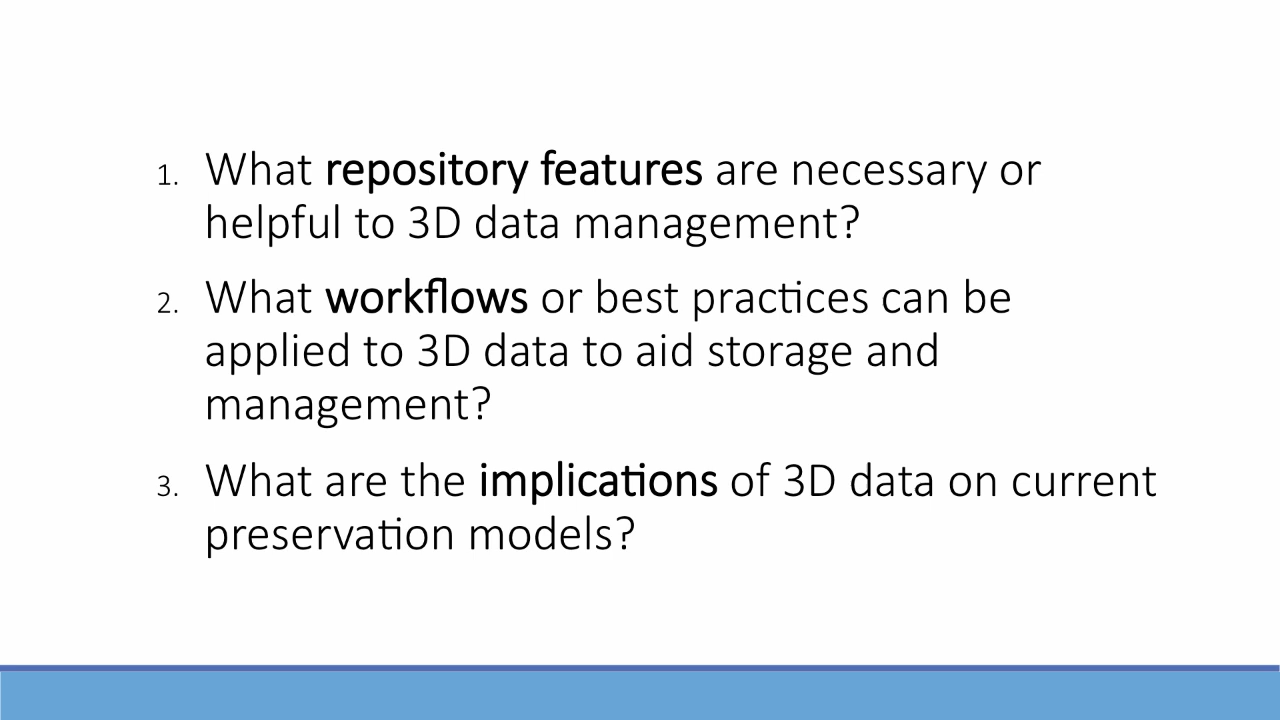 1. What repository features are necessary or
helpful to 3D data management?
2. What workflows or best practices can be
applied to 3D data to aid storage and
management?
3. What are the implications of 3D data on current
preservation models?